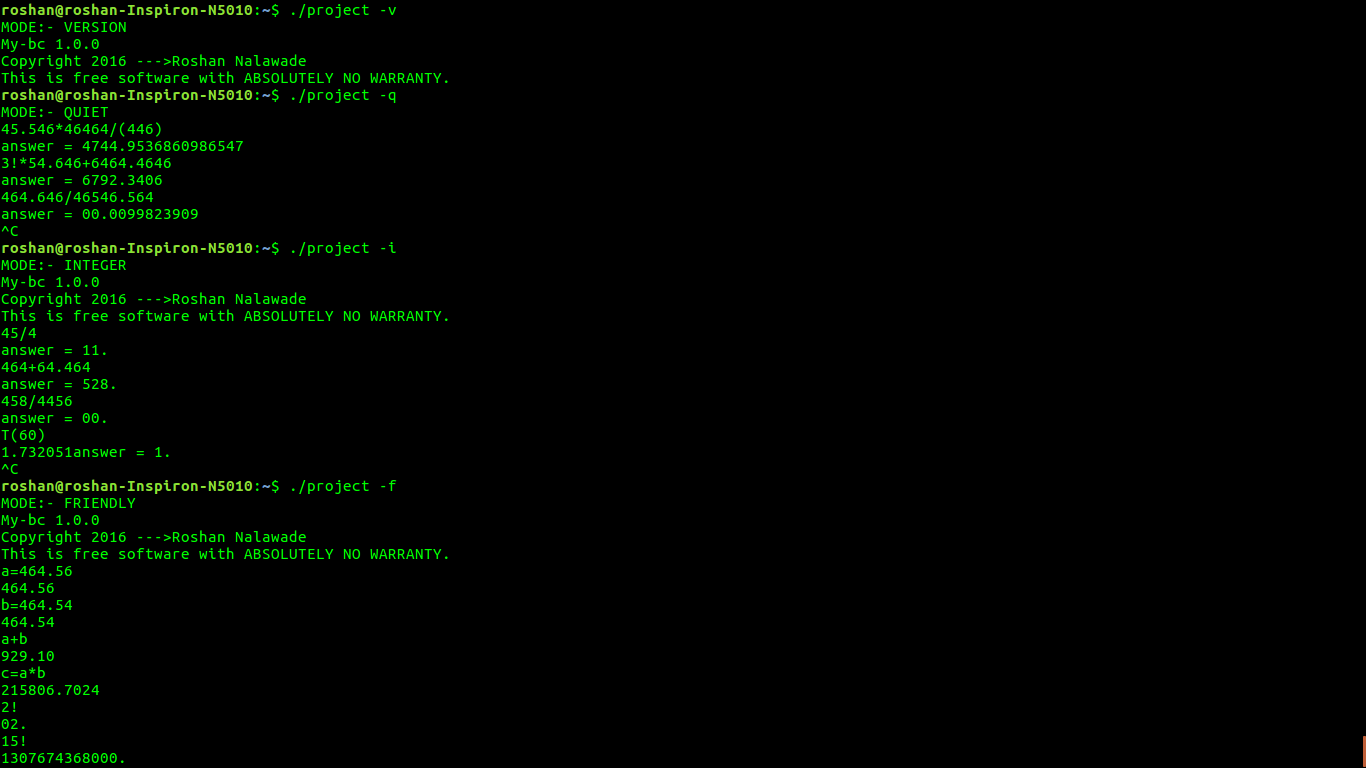 roshan@roshan-Inspiron-N5010:~$ ./project -v
MODE:- VERSION
My-bc 1.0.0
Copyright 2016 --->Roshan Nalawade
This is free software with ABSOLUTELY NO WARRANTY.
roshan@roshan-Inspiron-N5010:~$ ./project -q
MODE:- QUIET
45.546*46464/(446)
answer = 4744.9536860986547
3!*54.646+6464.4646
answer = 6792.3406
464.646/46546.564
answer = 00.0099823909
^C
roshan@roshan-Inspiron-N5010:~$ ./project -i
MODE:- INTEGER
My-bc 1.0.0
Copyright 2016 --->Roshan Nalawade
This is free software with ABSOLUTELY NO WARRANTY.
45/4
answer = 11.
464+64.464
answer = 528.
458/4456
answer = 00.
T(60)
1.732051answer = 1.
^C
roshan@roshan-Inspiron-N5010:~$ ./project -f
MODE:- FRIENDLY
My-bc 1.0.0
Copyright 2016 --->Roshan Nalawade
This is free software with ABSOLUTELY NO WARRANTY.
a=464.56
464.56
b=464.54
464.54
a+b
929.10
c=a*b
215806.7024
2!
02.
15!
1307674368000.